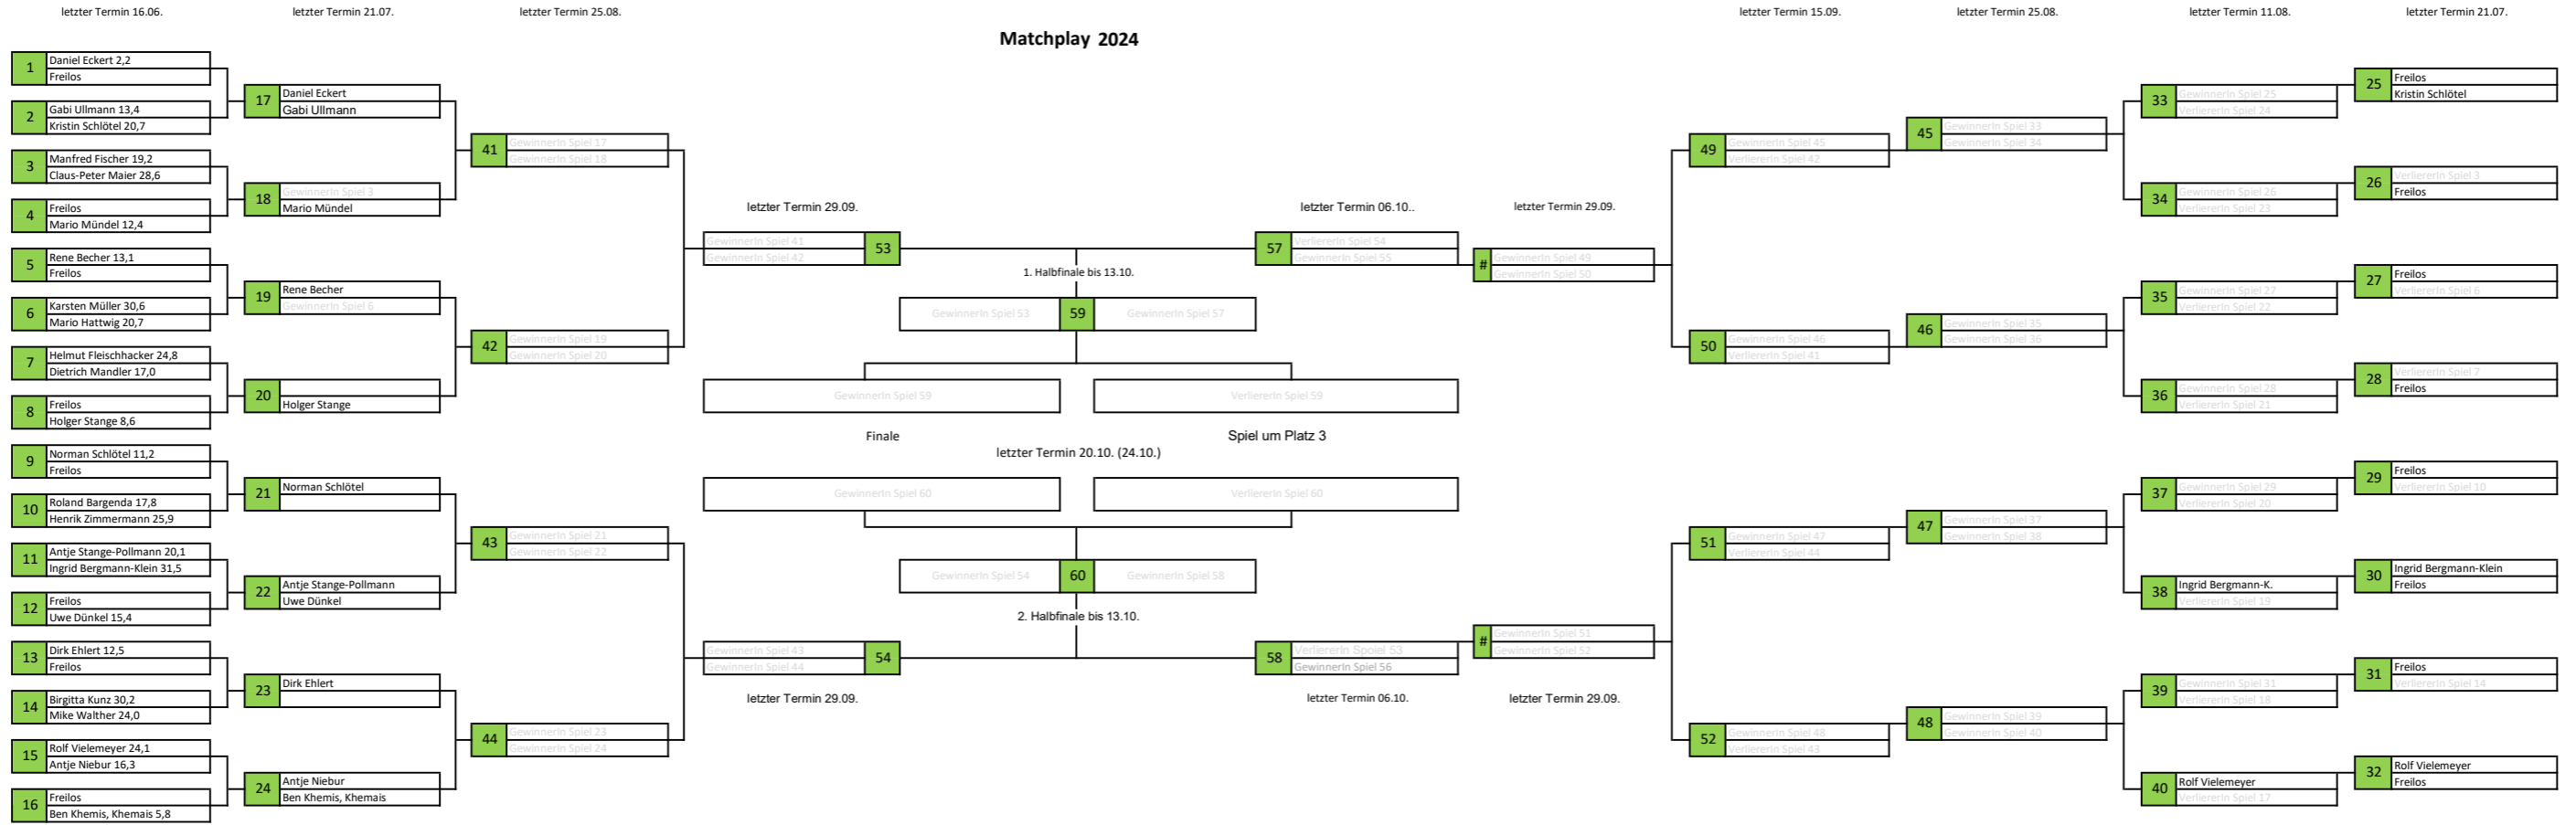 letzter Termin 16.06.
letzter Termin 21.07.
letzter Termin 25.08.
letzter Termin 15.09.
letzter Termin 25.08.
letzter Termin 11.08.
letzter Termin 21.07.
Matchplay 2024
1
Daniel Eckert 2,2
Freilos
2
Gabi Ullmann 13,4
Kristin Schlötel 20,7
3
Manfred Fischer 19,2
Claus-Peter Maier 28,6
4
Freilos
Mario Mündel 12,4
5
Rene Becher 13,1
Freilos
6
Karsten Müller 30,6
Mario Hattwig 20,7
7
Helmut Fleischhacker 24,8
Dietrich Mandler 17,0
8
Freilos
Holger Stange 8,6
9
Norman Schlötel 11,2
Freilos
10
Roland Bargenda 17,8
Henrik Zimmermann 25,9
11
Antje Stange-Pollmann 20,1
Ingrid Bergmann-Klein 31,5
12
Freilos
Uwe Dünkel 15,4
13
Dirk Ehlert 12,5
Freilos
14
Birgitta Kunz 30,2
Mike Walther 24,0
15
Rolf Vielemeyer 24,1
Antje Niebur 16,3
16
Freilos
Ben Khemis, Khemais 5,8
17
Daniel Eckert
Gabi Ullmann
18
GewinnerIn Spiel 3
Mario Mündel
19
Rene Becher
GewinnerIn Spiel 6
20
Holger Stange
21
Norman Schlötel
22
Antje Stange-Pollmann
Uwe Dünkel
23
Dirk Ehlert
24
Antje Niebur
Ben Khemis, Khemais
41
GewinnerIn Spiel 17
GewinnerIn Spiel 18
42
GewinnerIn Spiel 19
GewinnerIn Spiel 20
43
GewinnerIn Spiel 21
GewinnerIn Spiel 22
44
GewinnerIn Spiel 23
GewinnerIn Spiel 24
letzter Termin 29.09.
GewinnerIn Spiel 41
GewinnerIn Spiel 42
53
1. Halbfinale bis 13.10.
GewinnerIn Spiel 53
59
GewinnerIn Spiel 57
GewinnerIn Spiel 59
VerliererIn Spiel 59
Finale
Spiel um Platz 3
letzter Termin 20.10. (24.10.)
GewinnerIn Spiel 60
VerliererIn Spiel 60
GewinnerIn Spiel 54
60
GewinnerIn Spiel 58
2. Halbfinale bis 13.10.
GewinnerIn Spiel 43
GewinnerIn Spiel 44
54
letzter Termin 29.09.
letzter Termin 06.10..
57
VerliererIn Spiel 54
GewinnerIn Spiel 55
58
VerliererIn Spoiel 53
GewinnerIn Spiel 56
letzter Termin 06.10.
letzter Termin 29.09.
#
GewinnerIn Spiel 49
GewinnerIn Spiel 50
#
GewinnerIn Spiel 51
GewinnerIn Spiel 52
letzter Termin 29.09.
49
GewinnerIn Spiel 45
VerliererIn Spiel 42
50
GewinnerIn Spiel 46
VerliererIn Spiel 41
51
GewinnerIn Spiel 47
VerliererIn Spiel 44
52
GewinnerIn Spiel 48
VerliererIn Spiel 43
45
GewinnerIn Spiel 33
GewinnerIn Spiel 34
46
GewinnerIn Spiel 35
GewinnerIn Spiel 36
47
GewinnerIn Spiel 37
GewinnerIn Spiel 38
48
GewinnerIn Spiel 39
GewinnerIn Spiel 40
33
GewinnerIn Spiel 25
VerliererIn Spiel 24
34
GewinnerIn Spiel 26
VerliererIn Spiel 23
35
GewinnerIn Spiel 27
VerliererIn Spiel 22
36
GewinnerIn Spiel 28
VerliererIn Spiel 21
37
GewinnerIn Spiel 29
VerliererIn Spiel 20
38
Ingrid Bergmann-K.
VerliererIn Spiel 19
39
GewinnerIn Spiel 31
VerliererIn Spiel 18
40
Rolf Vielemeyer
VerliererIn Spiel 17
25
Freilos
Kristin Schlötel
26
VerliererIn Spiel 3
Freilos
27
Freilos
VerliererIn Spiel 6
28
VerliererIn Spiel 7
Freilos
29
Freilos
VerliererIn Spiel 10
30
Ingrid Bergmann-Klein
Freilos
31
Freilos
VerliererIn Spiel 14
32
Rolf Vielemeyer
Freilos